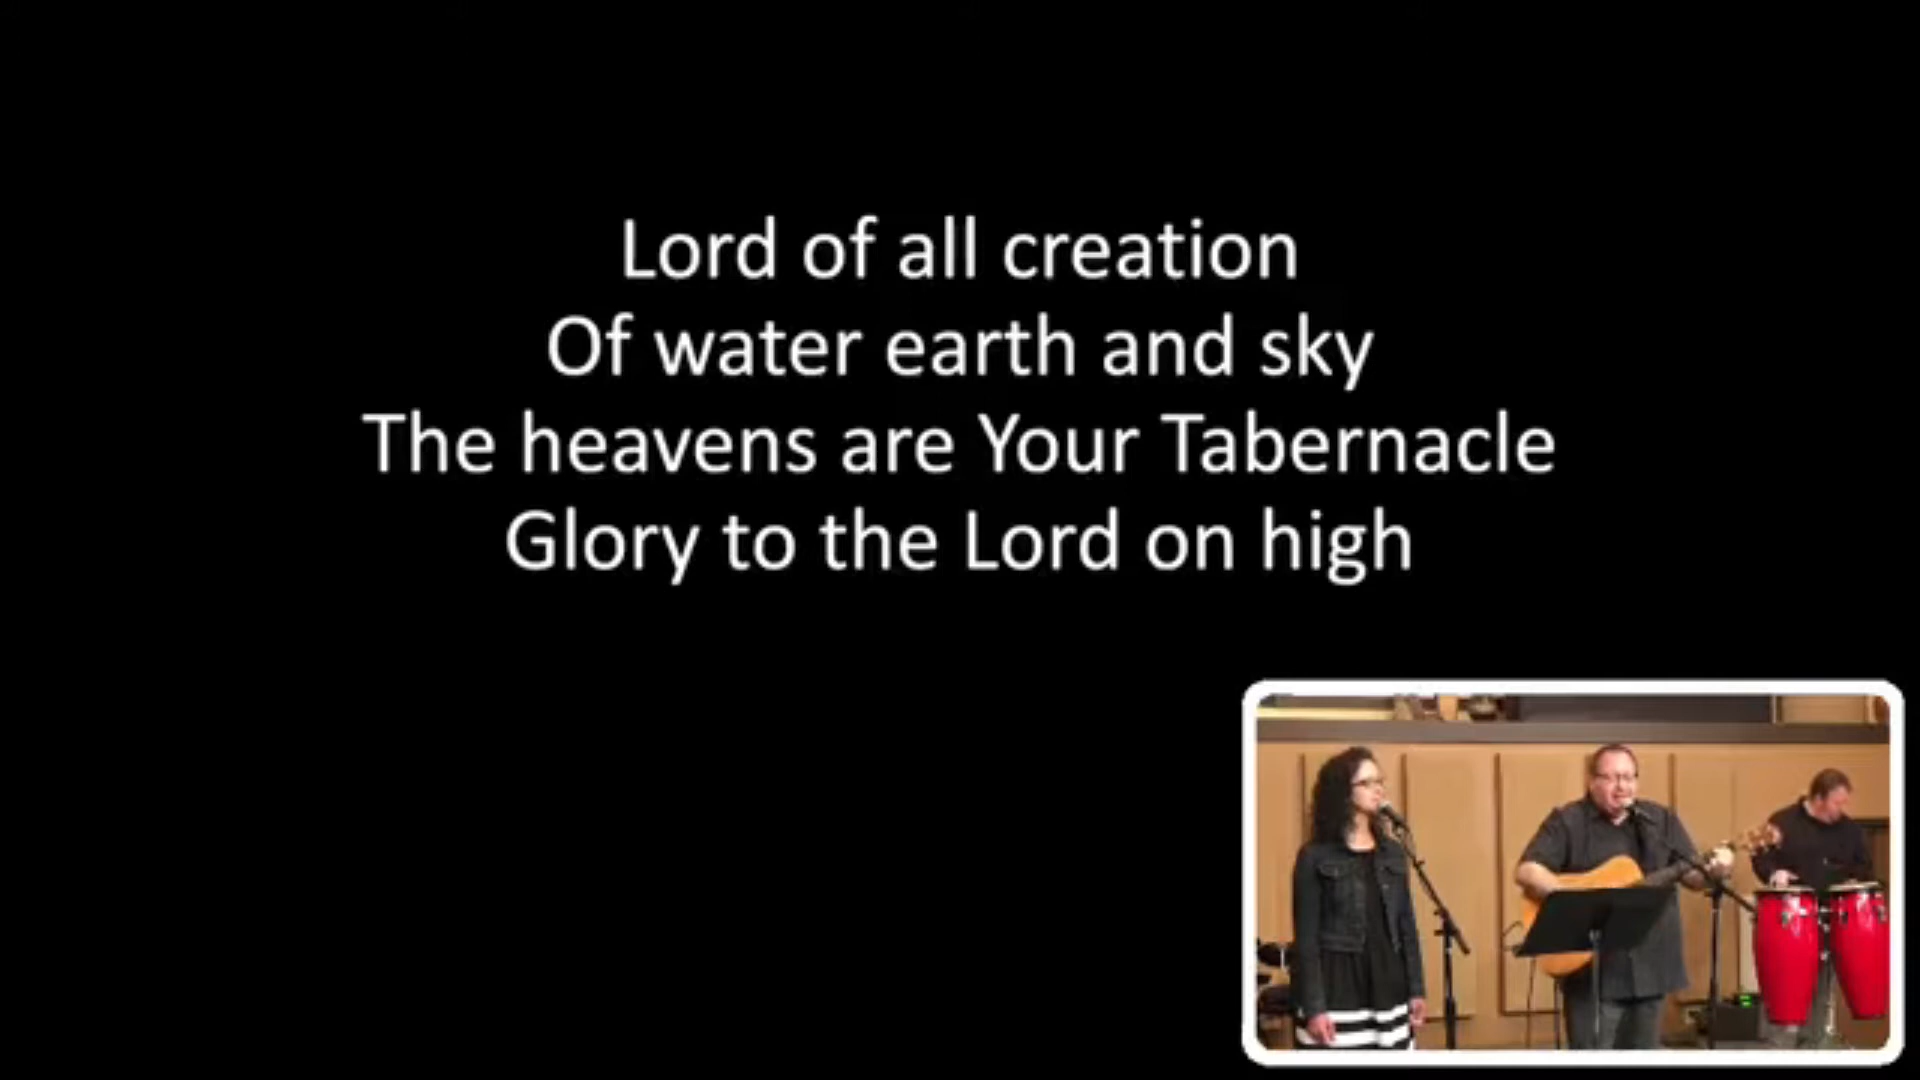 Lord of all creation
Of water earth and sky
The heavens are Your Tabernacle
Glory to the Lord on high